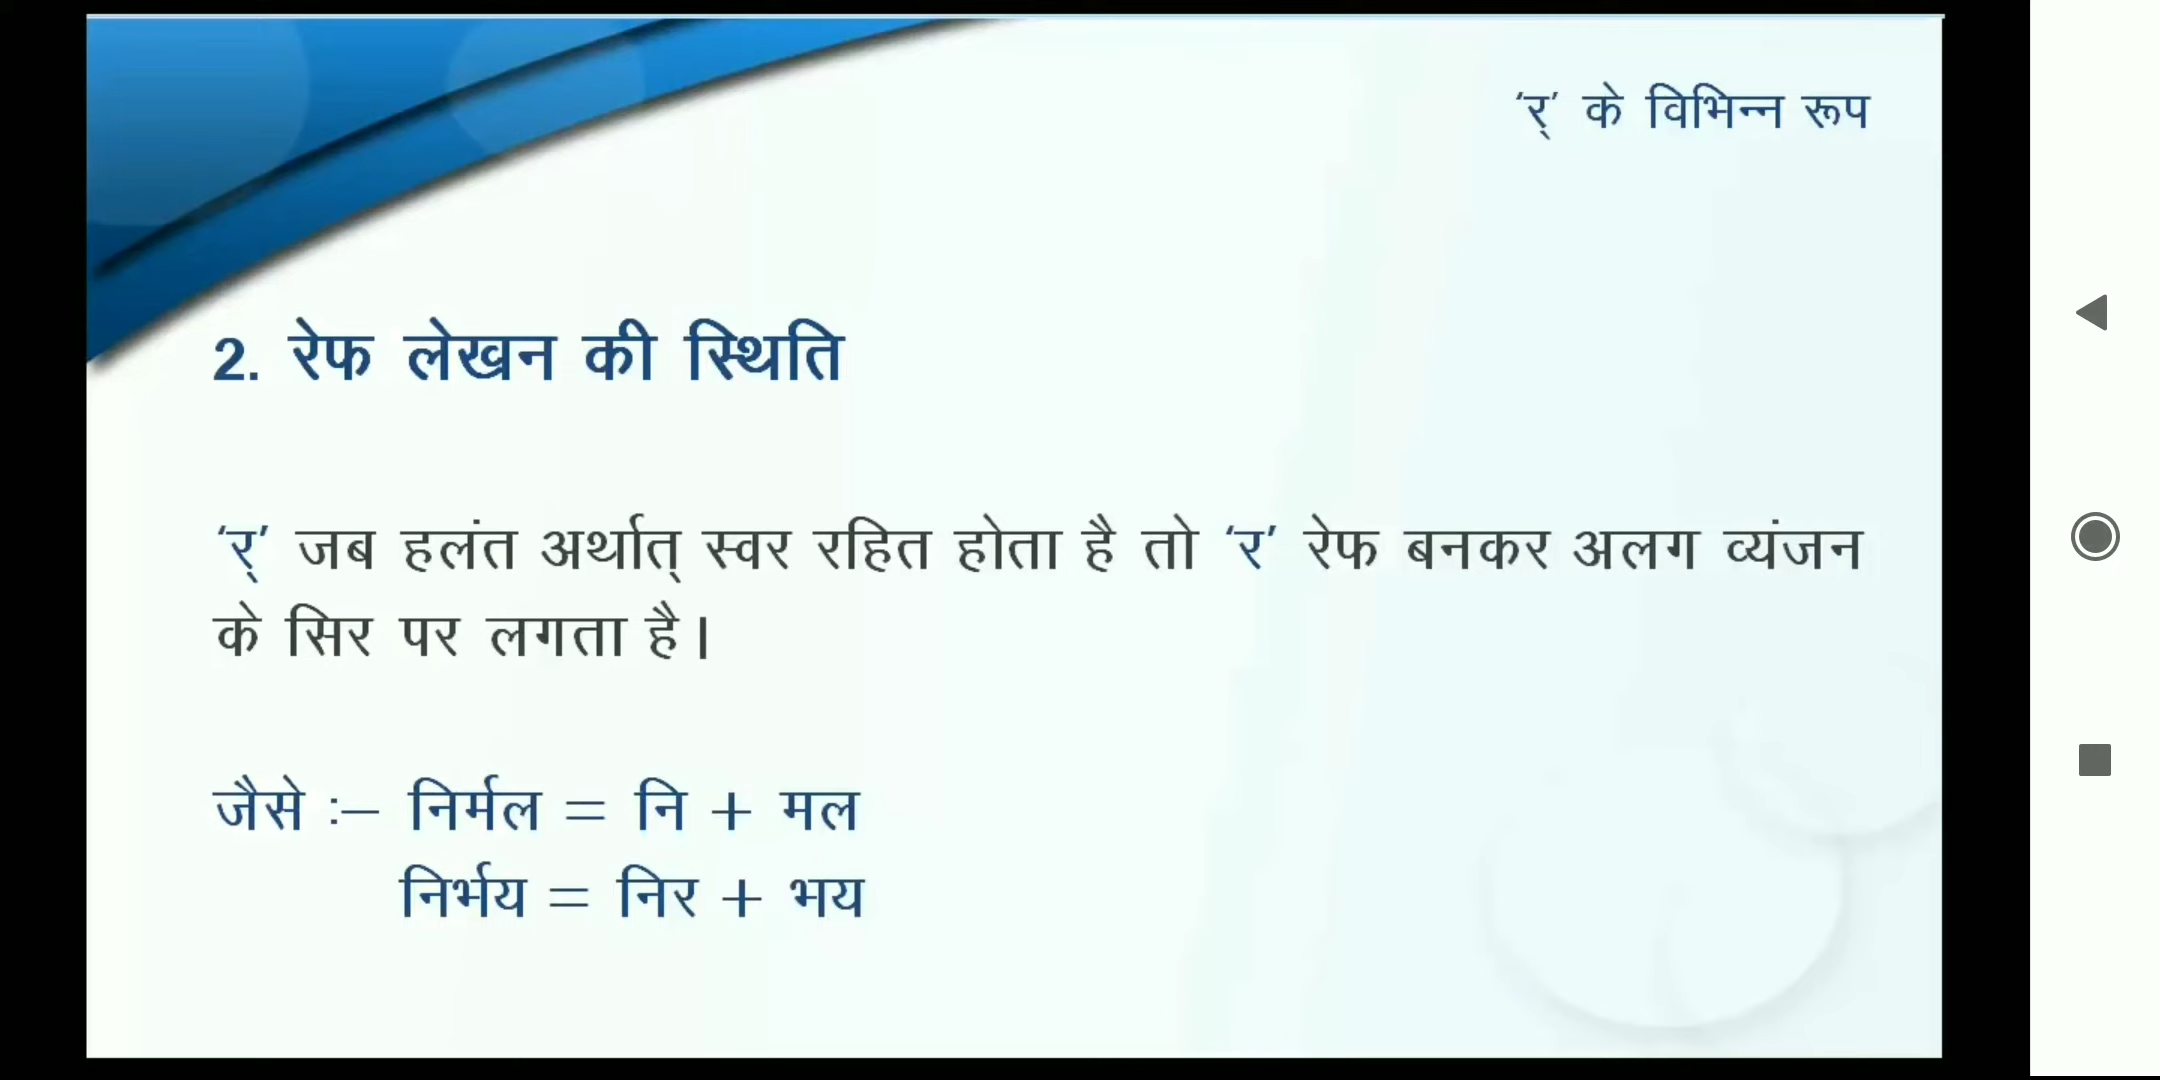 ‘र्’ के विभिन्न रूप
2. रेफ लेखन की स्थिति
‘र्’ जब हलंत अर्थात् स्वर रहित होता है तो ‘र’ रेफ बनकर अलग व्यंजन
के सिर पर लगता है।
जैसे :– निर्मल = नि + मल
निर्भय = निर + भय